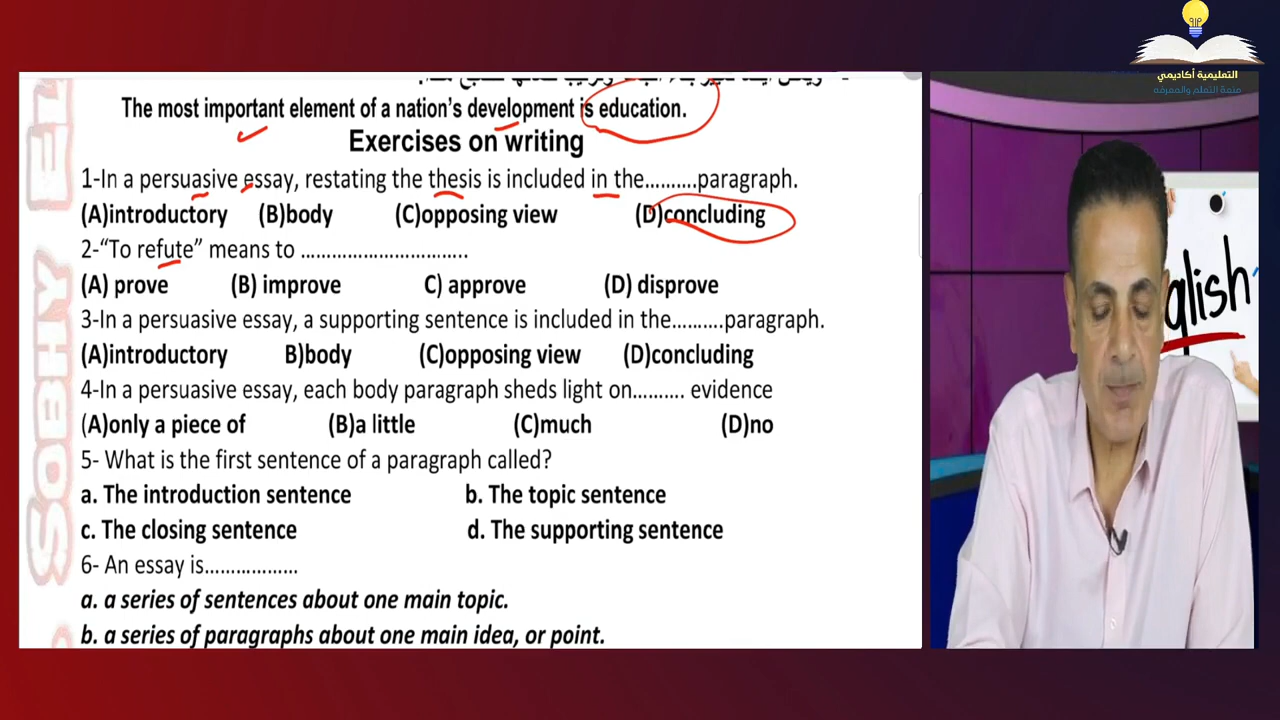 التعليمية أكاديمي
منصة التعلم والمعرفه
The most important element of a nation's development is education.
Exercises on writing
1-In a persuasive essay, restating the thesis is included in the……….paragraph.
(A)introductory (B)body (C)opposing view (D)concluding
2-“To refute” means to …………………………..
(A) prove (B) improve C) approve (D) disprove
3-In a persuasive essay, a supporting sentence is included in the……….paragraph.
(A)introductory B)body (C)opposing view (D)concluding
4-In a persuasive essay, each body paragraph sheds light on………. evidence
(A)only a piece of (B)a little (C)much (D)no
5- What is the first sentence of a paragraph called?
a. The introduction sentence b. The topic sentence
c. The closing sentence d. The supporting sentence
6- An essay is………………
a. a series of sentences about one main topic.
b. a series of paragraphs about one main idea, or point.
SOBHY EL
glish